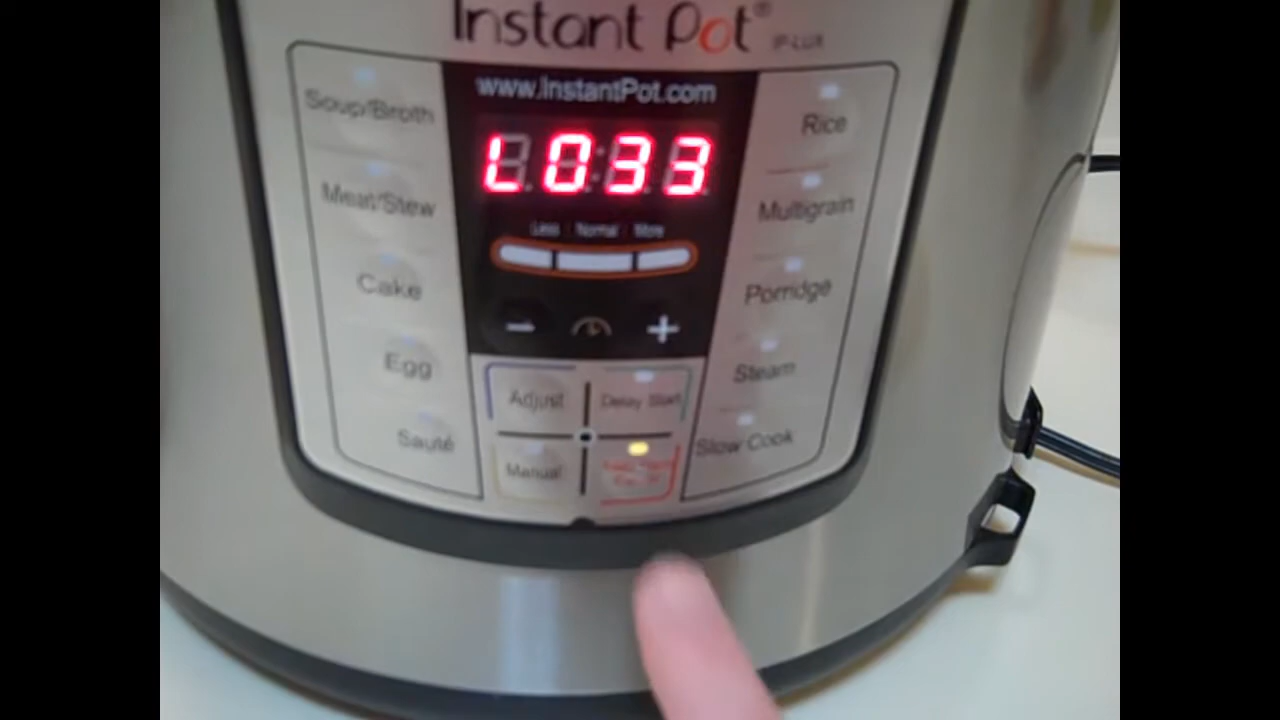 Instant Pot®
IP-LUX
www.InstantPot.com
L033
Less Normal More
- +
Soup/Broth
Meat/Stew
Cake
Egg
Sauté
Rice
Multigrain
Porridge
Steam
Slow Cook
Adjust
Delay Start
Manual